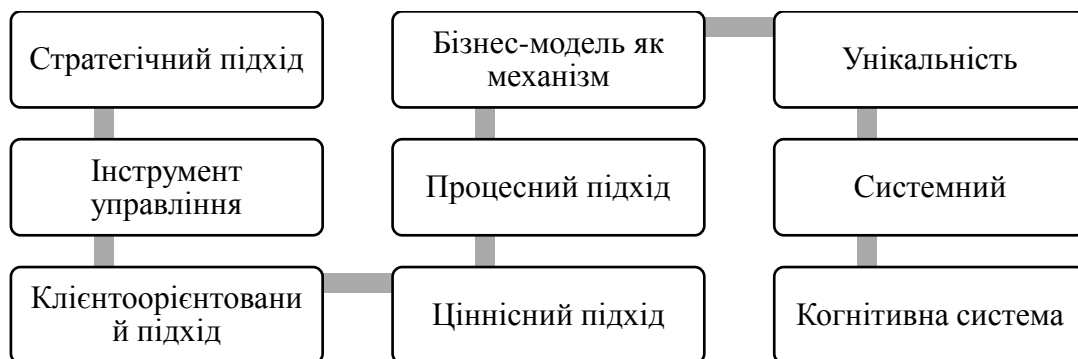 Стратегічний підхід
Інструмент
управління
Клієнтоорієнтовани
й підхід
Ціннісний підхід
Процесний підхід
Бізнес-модель як
механізм
Унікальність
Системний
Когнітивна система